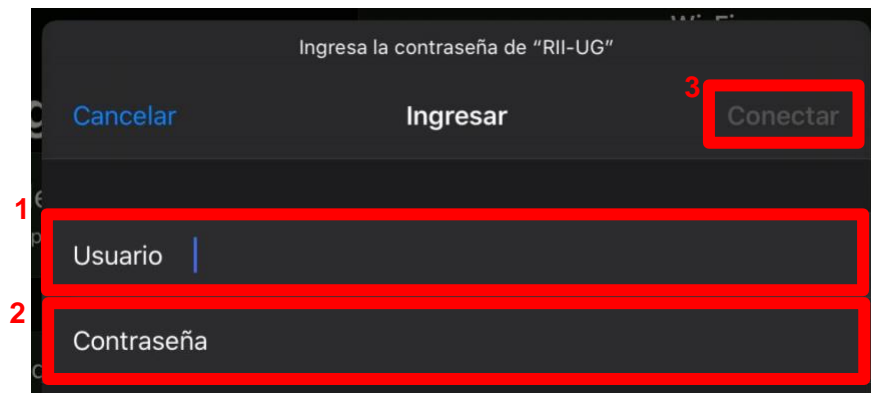 Ingresa la contraseña de “RII-UG”
3
Cancelar Ingresar Conectar
1
Usuario
2
Contraseña